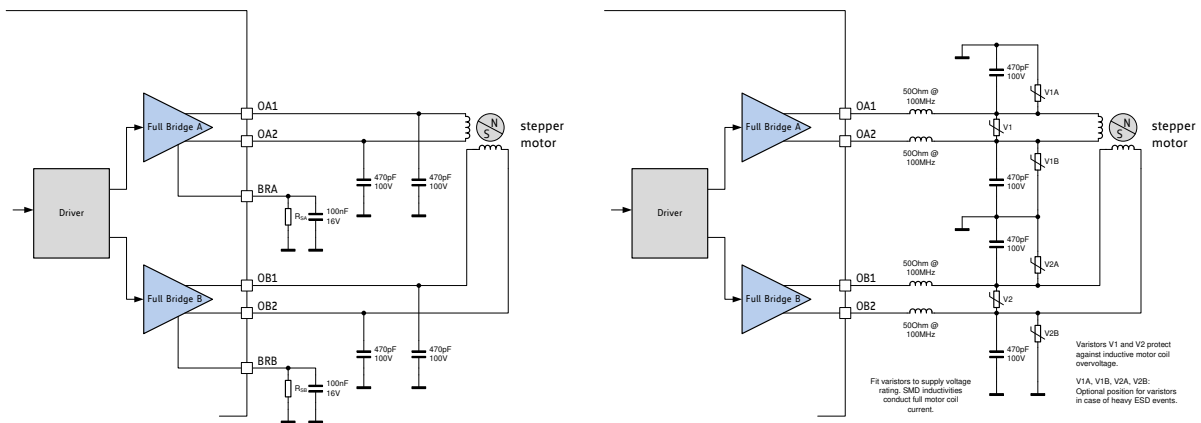 Driver
Full Bridge A
Full Bridge B
OA1
OA2
BRA
OB1
OB2
BRB
RSA
100nF
16V
RSB
100nF
16V
470pF
100V
470pF
100V
470pF
100V
470pF
100V
N
S
stepper
motor
Driver
Full Bridge A
Full Bridge B
OA1
OA2
OB1
OB2
50Ohm @
100MHz
50Ohm @
100MHz
50Ohm @
100MHz
50Ohm @
100MHz
470pF
100V
V1A
V1
V1B
470pF
100V
470pF
100V
V2A
V2
V2B
470pF
100V
N
S
stepper
motor
Fit varistors to supply voltage
rating. SMD inductivities
conduct full motor coil
current.
Varistors V1 and V2 protect
against inductive motor coil
overvoltage.
V1A, V1B, V2A, V2B:
Optional position for varistors
in case of heavy ESD events.